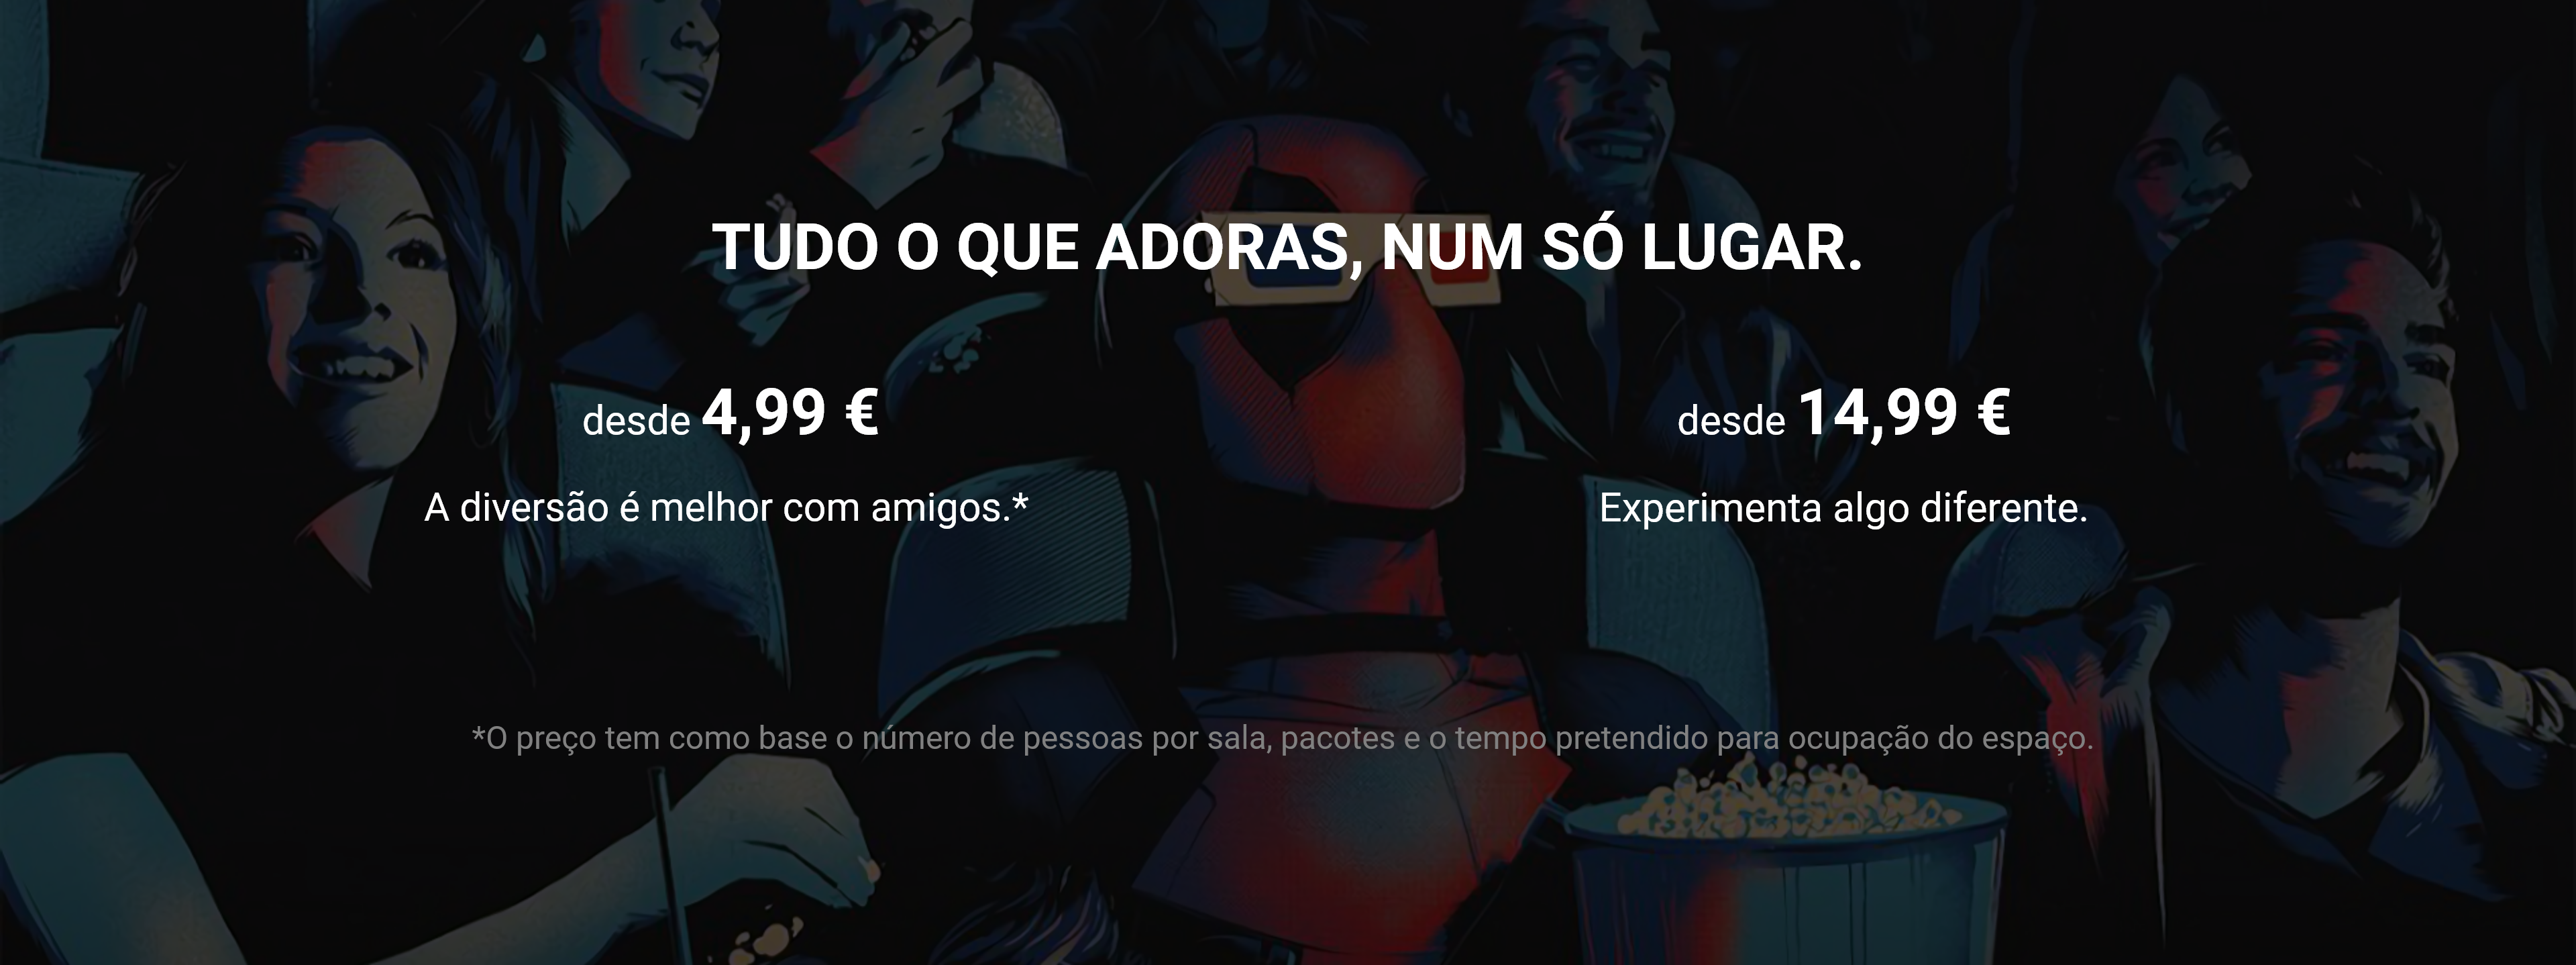 TUDO O QUE ADORAS, NUM SÓ LUGAR.
desde 4,99 €
A diversão é melhor com amigos.*
desde 14,99 €
Experimenta algo diferente.
*O preço tem como base o número de pessoas por sala, pacotes e o tempo pretendido para ocupação do espaço.